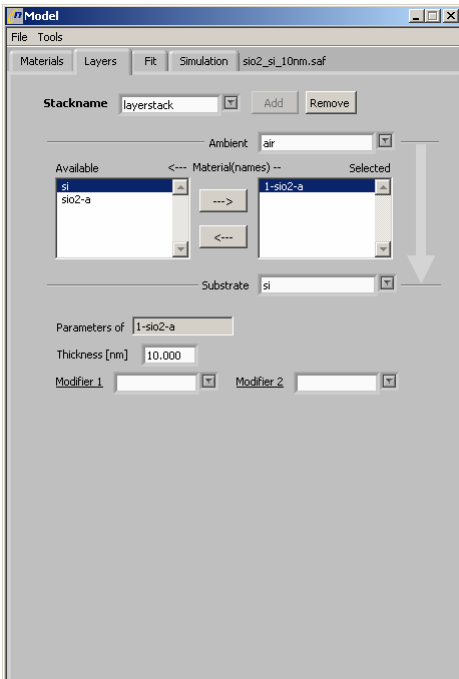 Model
File Tools
Materials Layers Fit Simulation sio2_si_10nm.saf
Stackname layerstack Add Remove
Ambient air
Available <--- Material(names) -- Selected
si 1-sio2-a
sio2-a
--->
<---
Substrate si
Parameters of 1-sio2-a
Thickness [nm] 10.000
Modifier 1 Modifier 2